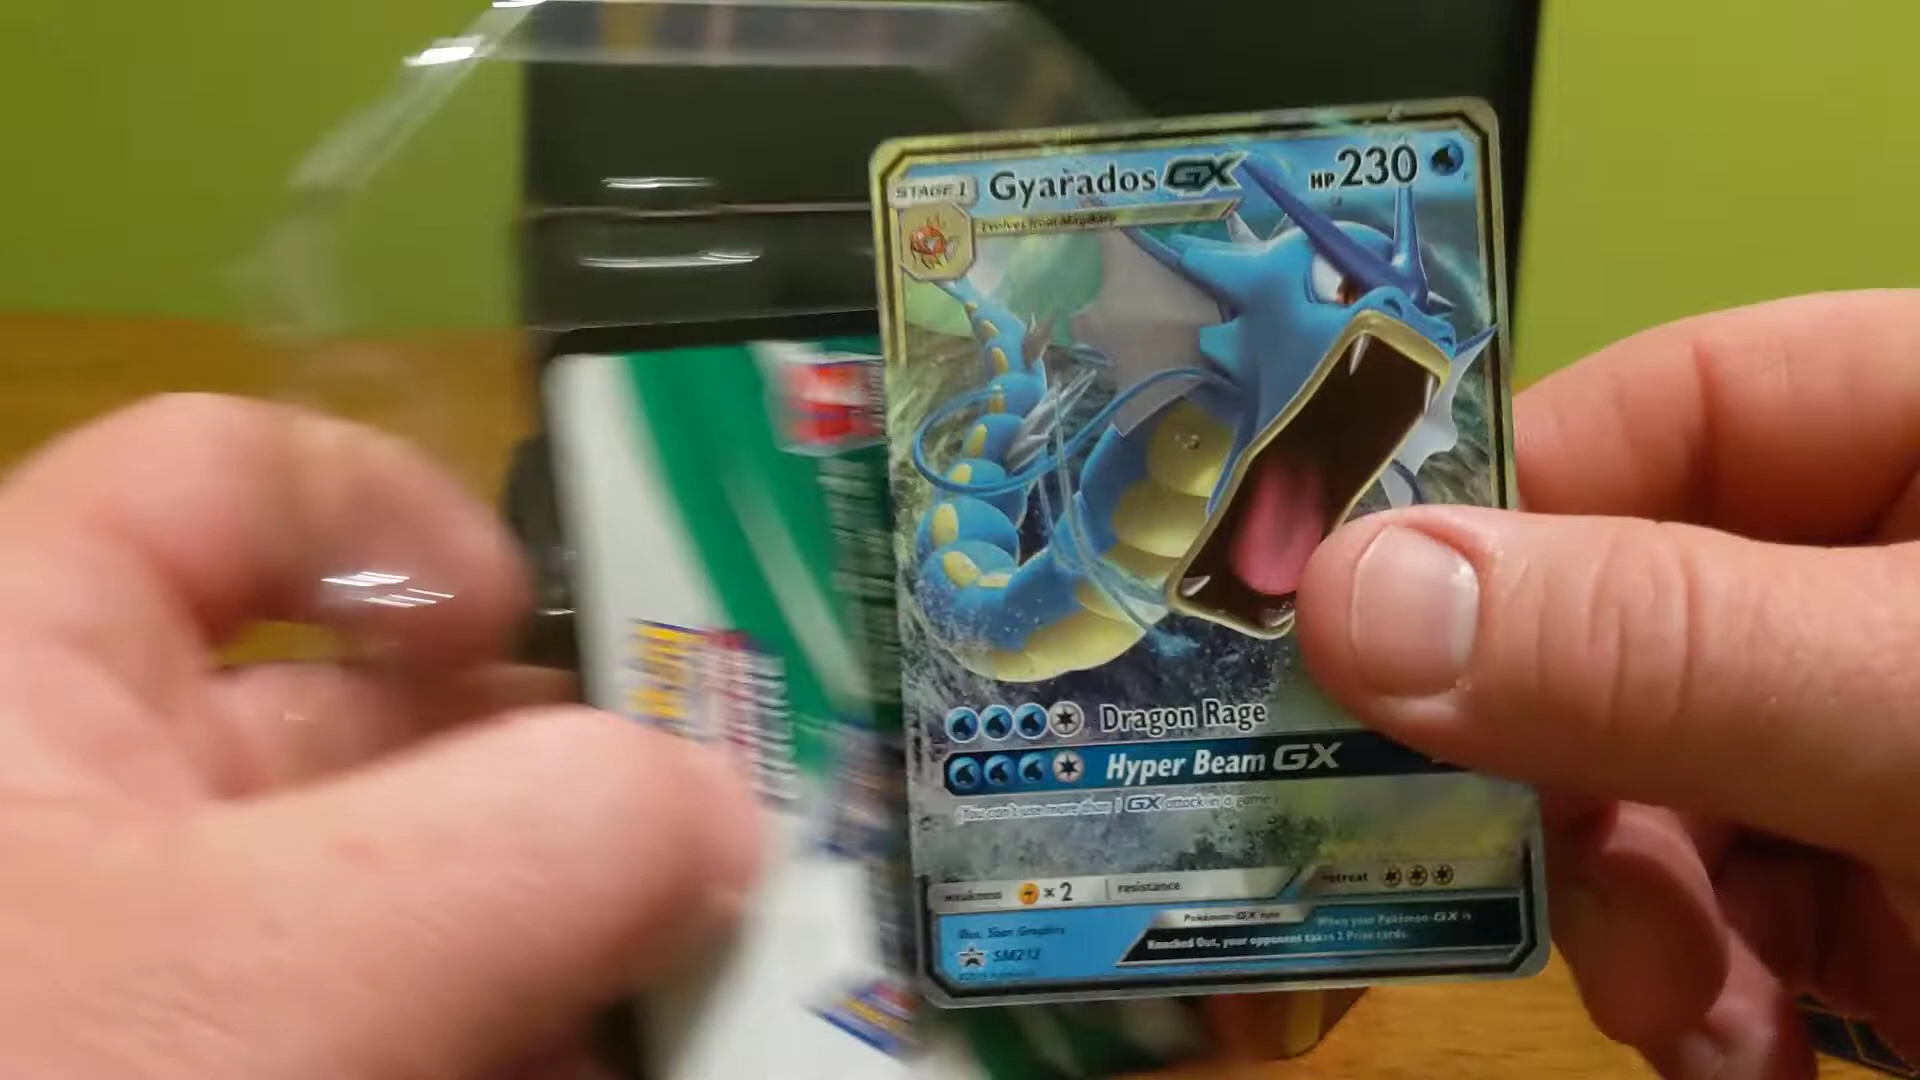 STAGE 1 Gyarados GX HP 230
Evolves from Magikarp
Dragon Rage
Hyper Beam GX
(You can't use more than 1 GX attack in a game.)
weakness x2 resistance retreat
Pokémon-GX rule When your Pokémon-GX is
Knocked Out, your opponent takes 2 Prize cards.
Illus.
SM212